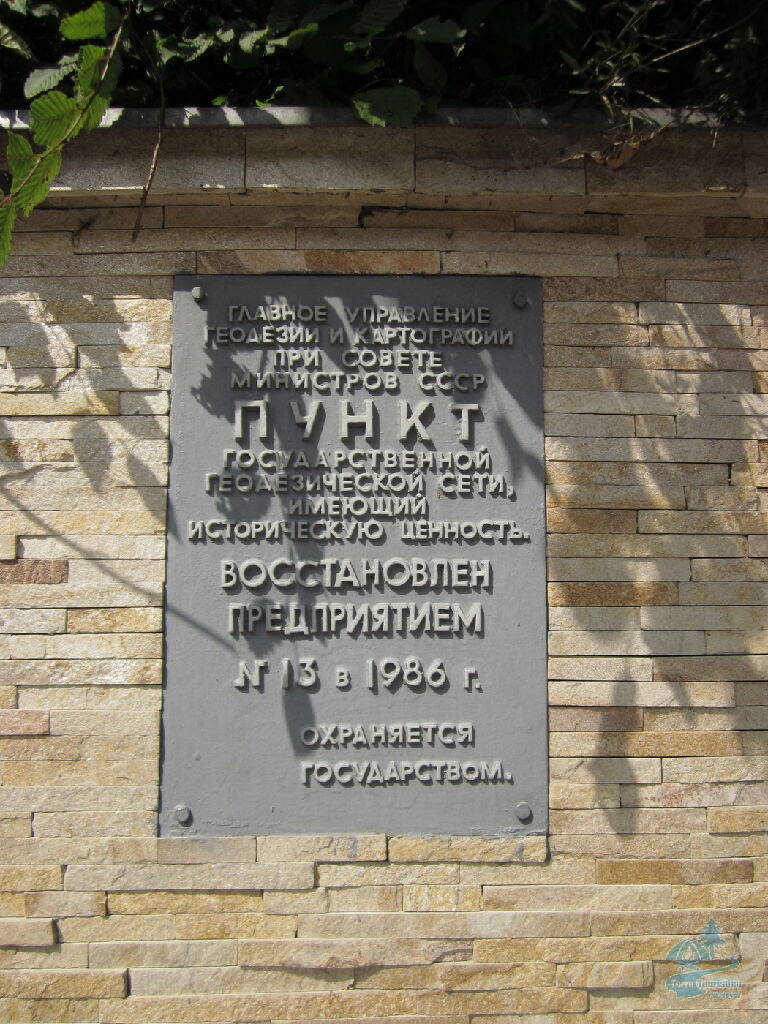 ГЛАВНОЕ УПРАВЛЕНИЕ
ГЕОДЕЗИИ И КАРТОГРАФИИ
ПРИ СОВЕТЕ
МИНИСТРОВ СССР
ПУНКТ
ГОСУДАРСТВЕННОЙ
ГЕОДЕЗИЧЕСКОЙ СЕТИ,
ИМЕЮЩИЙ
ИСТОРИЧЕСКУЮ ЦЕННОСТЬ.
ВОССТАНОВЛЕН
ПРЕДПРИЯТИЕМ
N 13 в 1986 г.
ОХРАНЯЕТСЯ
ГОСУДАРСТВОМ.